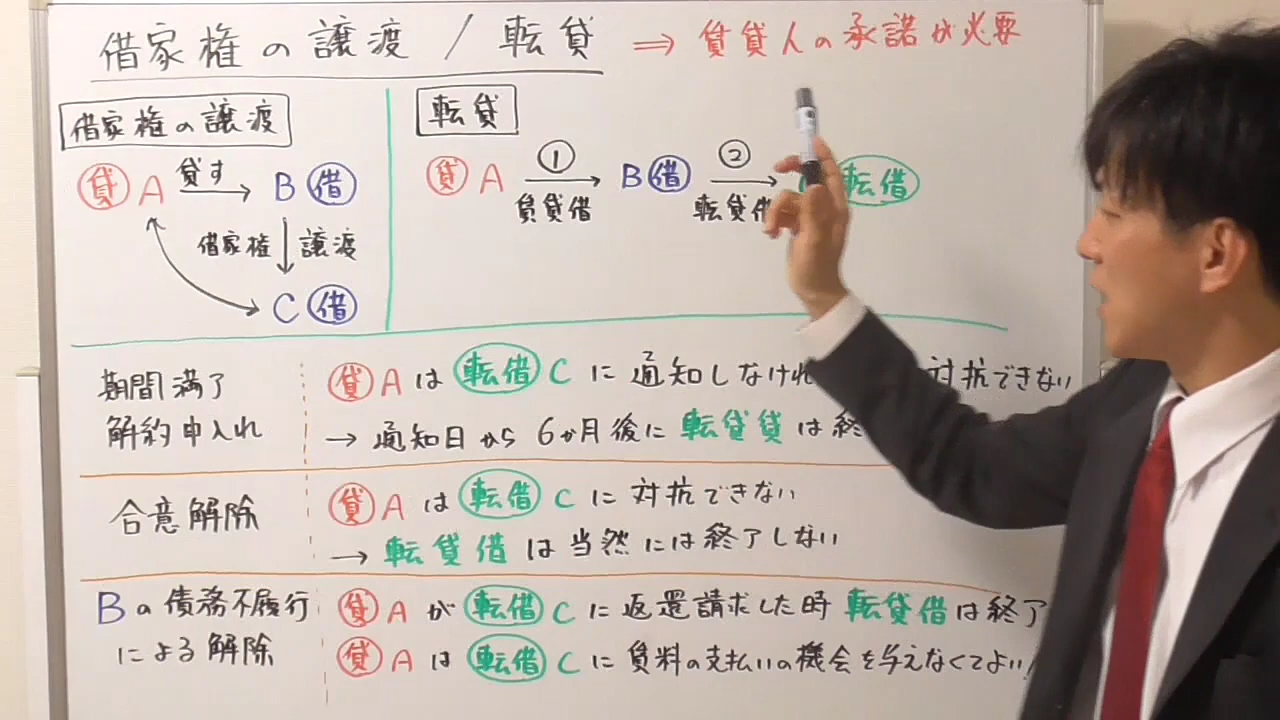 借家権の譲渡 / 転貸 ⇒ 賃貸人の承諾が必要
借家権の譲渡
貸 A 貸す → B 借
借家権 ↓ 譲渡
C 借
転貸
貸 A ① → B 借 ② → 転借
賃貸借 転貸借
期間満了
解約申入れ
貸 A は 転借 C に 通知しなけれ 対抗できない
→ 通知日から 6か月後に 転貸貸 は 終
合意解除
貸 A は 転借 C に 対抗できない
→ 転貸借 は当然には終了しない
Bの債務不履行
による解除
貸 A が 転借 C に 返還請求した時 転貸借は終了
貸 A は 転借 C に 賃料の支払いの機会を与えなくてよい